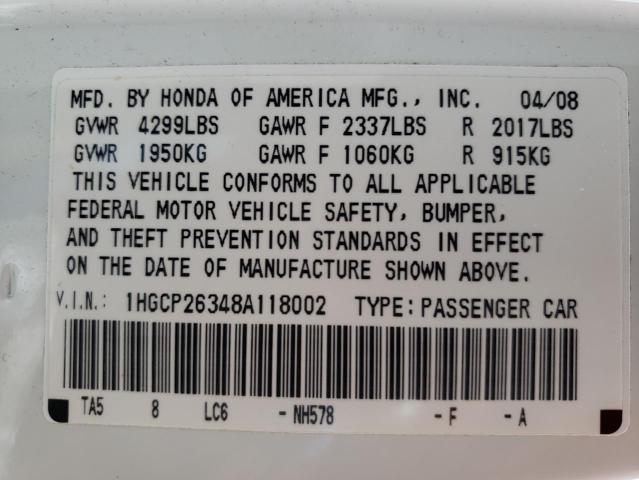 MFD. BY HONDA OF AMERICA MFG., INC. 04/08
GVWR 4299LBS GAWR F 2337LBS R 2017LBS
GVWR 1950KG GAWR F 1060KG R 915KG
THIS VEHICLE CONFORMS TO ALL APPLICABLE
FEDERAL MOTOR VEHICLE SAFETY, BUMPER,
AND THEFT PREVENTION STANDARDS IN EFFECT
ON THE DATE OF MANUFACTURE SHOWN ABOVE.
V.I.N.: 1HGCP26348A118002 TYPE: PASSENGER CAR
TA5 8 LC6 -NH578 -F -A